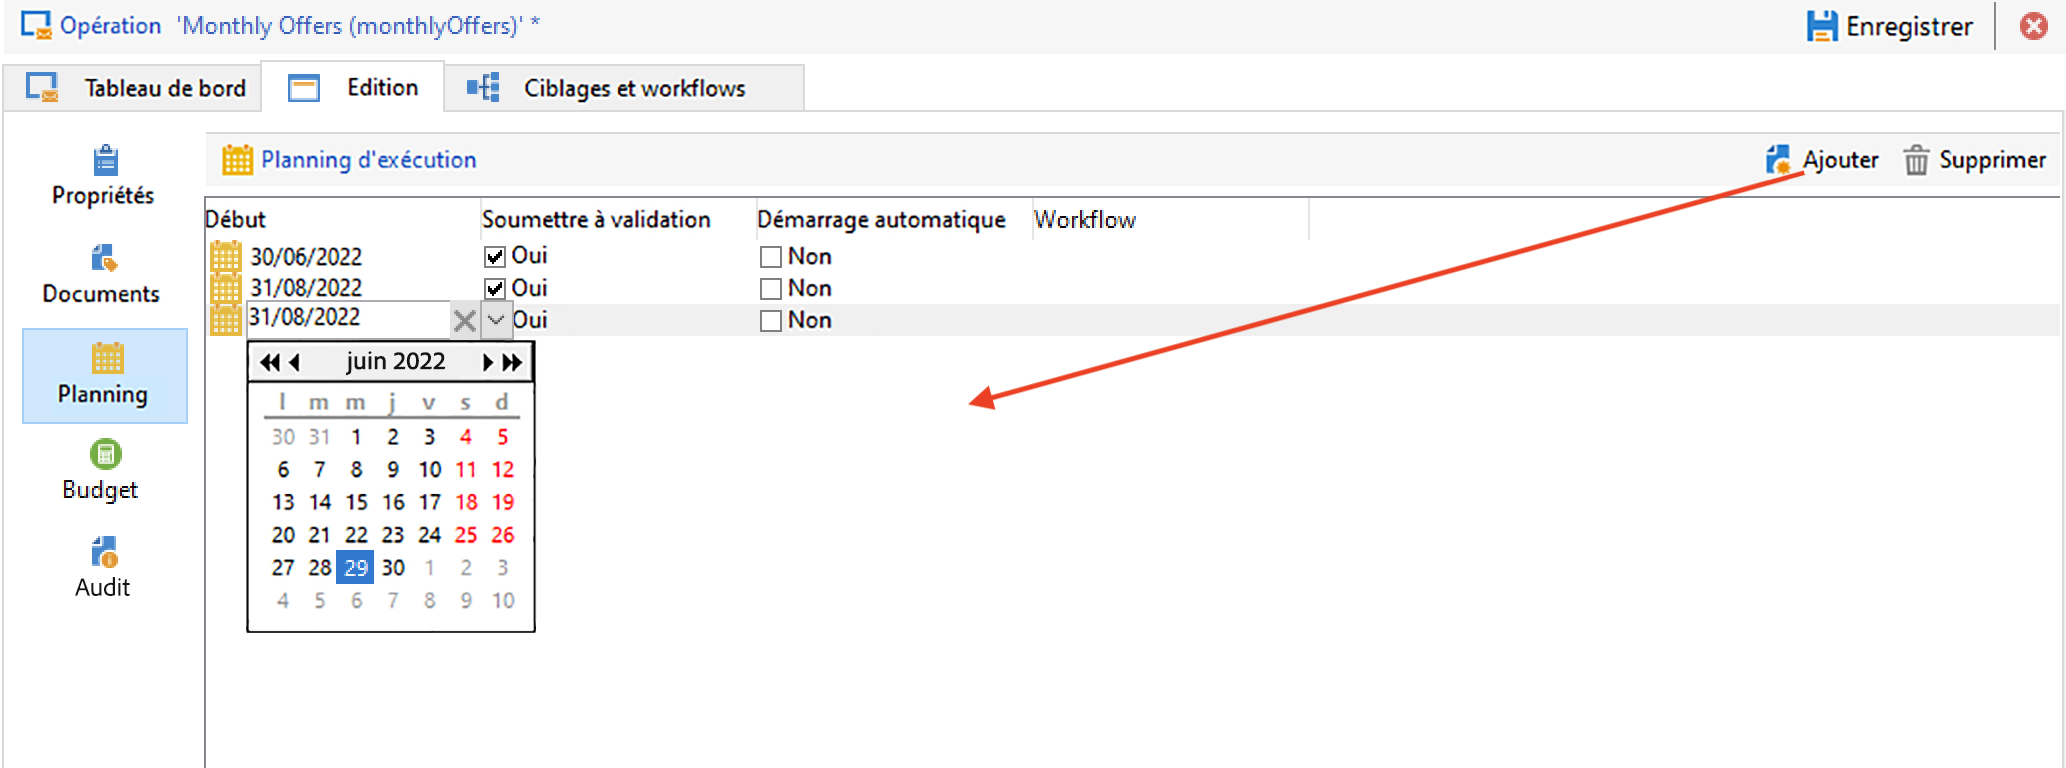 Opération 'Monthly Offers (monthlyOffers)' * Enregistrer
Tableau de bord Edition Ciblages et workflows
Propriétés
Documents
Planning
Budget
Audit
Planning d'exécution Ajouter Supprimer
Début Soumettre à validation Démarrage automatique Workflow
30/06/2022 Oui Non
31/08/2022 Oui Non
31/08/2022 Oui Non
juin 2022
l m m j v s d
30 31 1 2 3 4 5
6 7 8 9 10 11 12
13 14 15 16 17 18 19
20 21 22 23 24 25 26
27 28 29 30 1 2 3
4 5 6 7 8 9 10